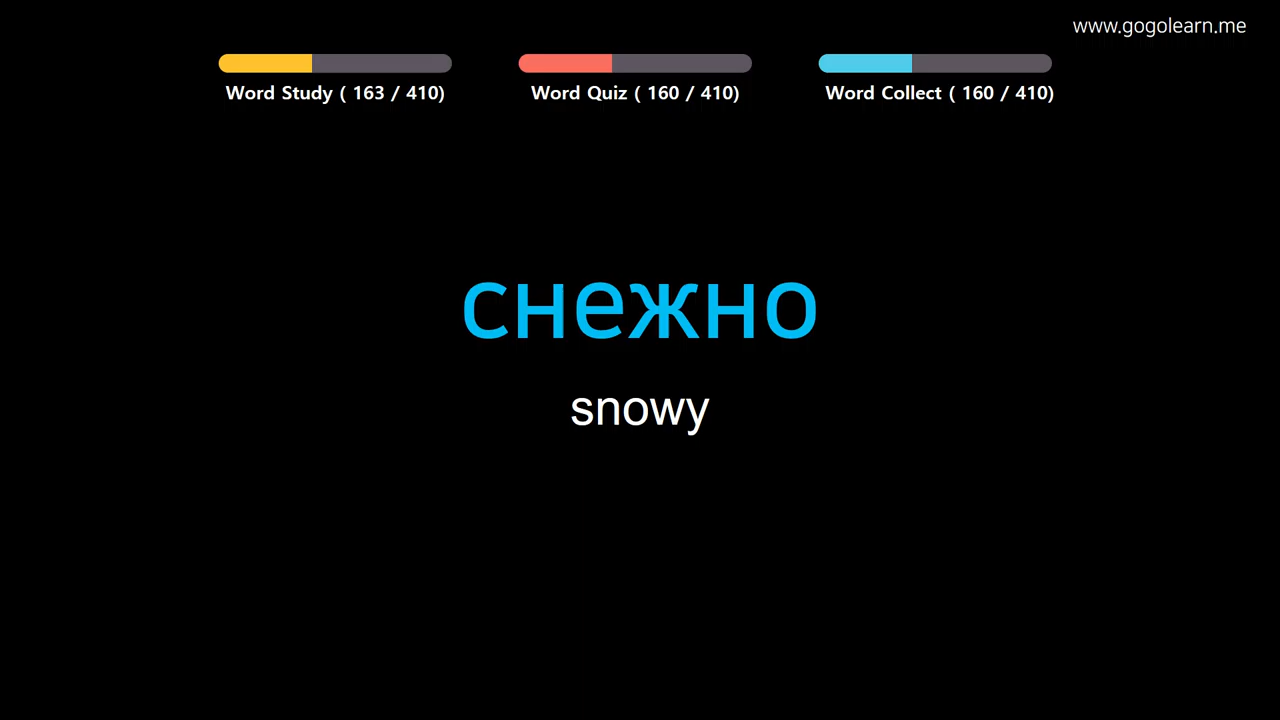 www.gogolearn.me
Word Study ( 163 / 410)
Word Quiz ( 160 / 410)
Word Collect ( 160 / 410)
снежно
snowy